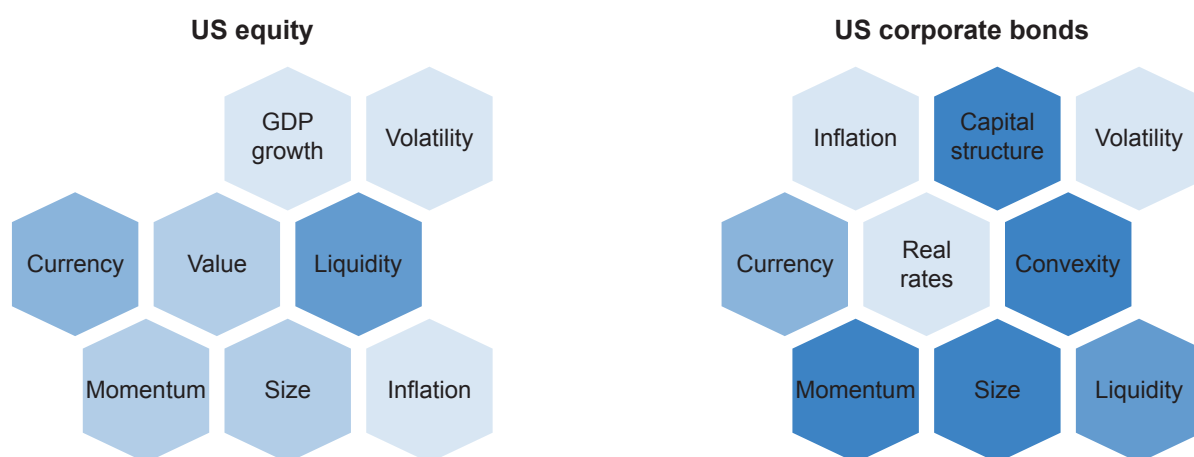 US equity
GDP
growth
Volatility
Currency
Value
Liquidity
Momentum
Size
Inflation
US corporate bonds
Inflation
Capital
structure
Volatility
Currency
Real
rates
Convexity
Momentum
Size
Liquidity